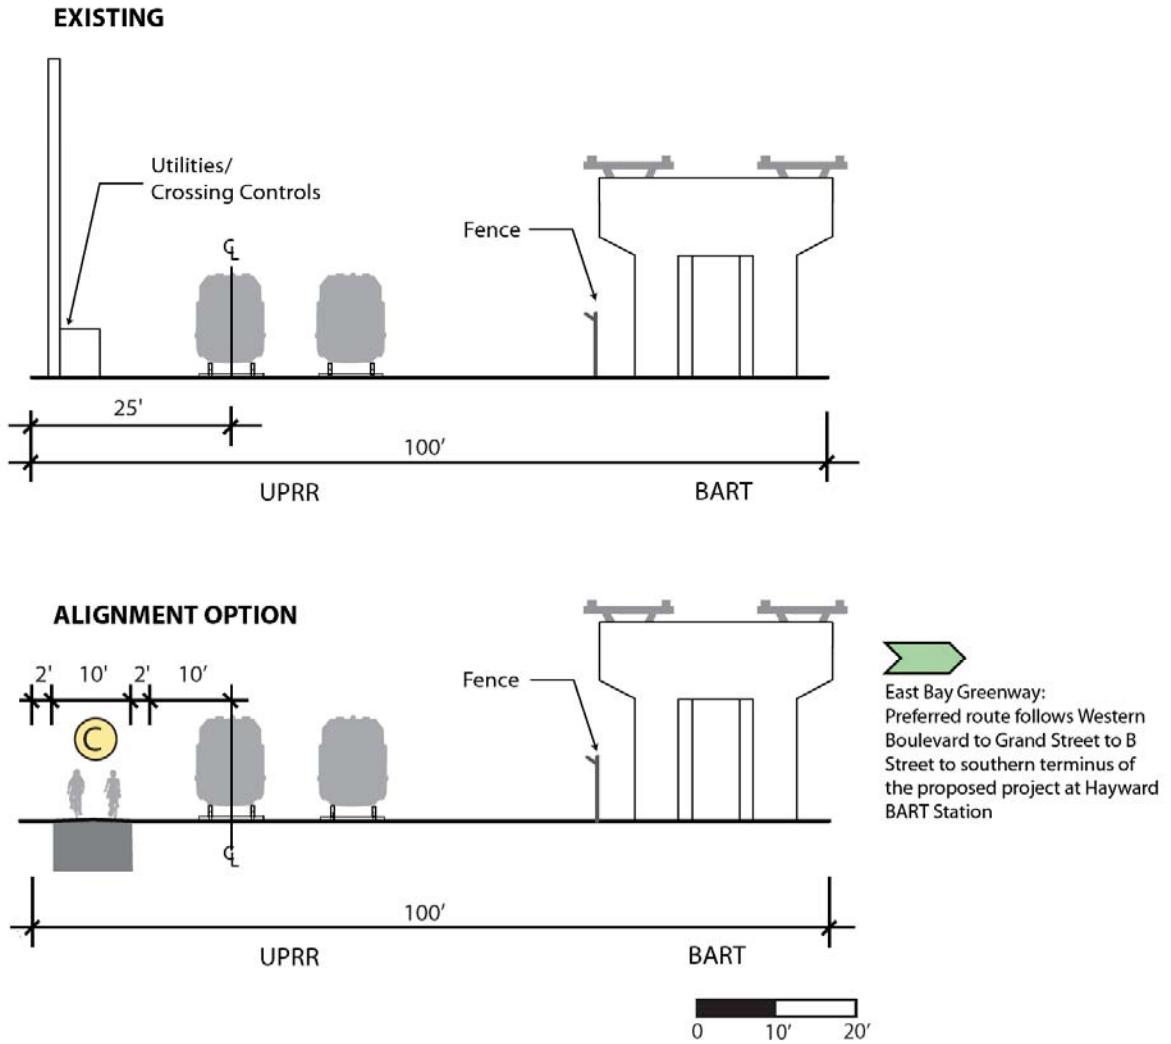 EXISTING
Utilities/
Crossing Controls
℄
Fence
25'
100'
UPRR
BART
ALIGNMENT OPTION
2' 10' 2' 10'
C
Fence
℄
100'
UPRR
BART
East Bay Greenway:
Preferred route follows Western
Boulevard to Grand Street to B
Street to southern terminus of
the proposed project at Hayward
BART Station
0 10' 20'